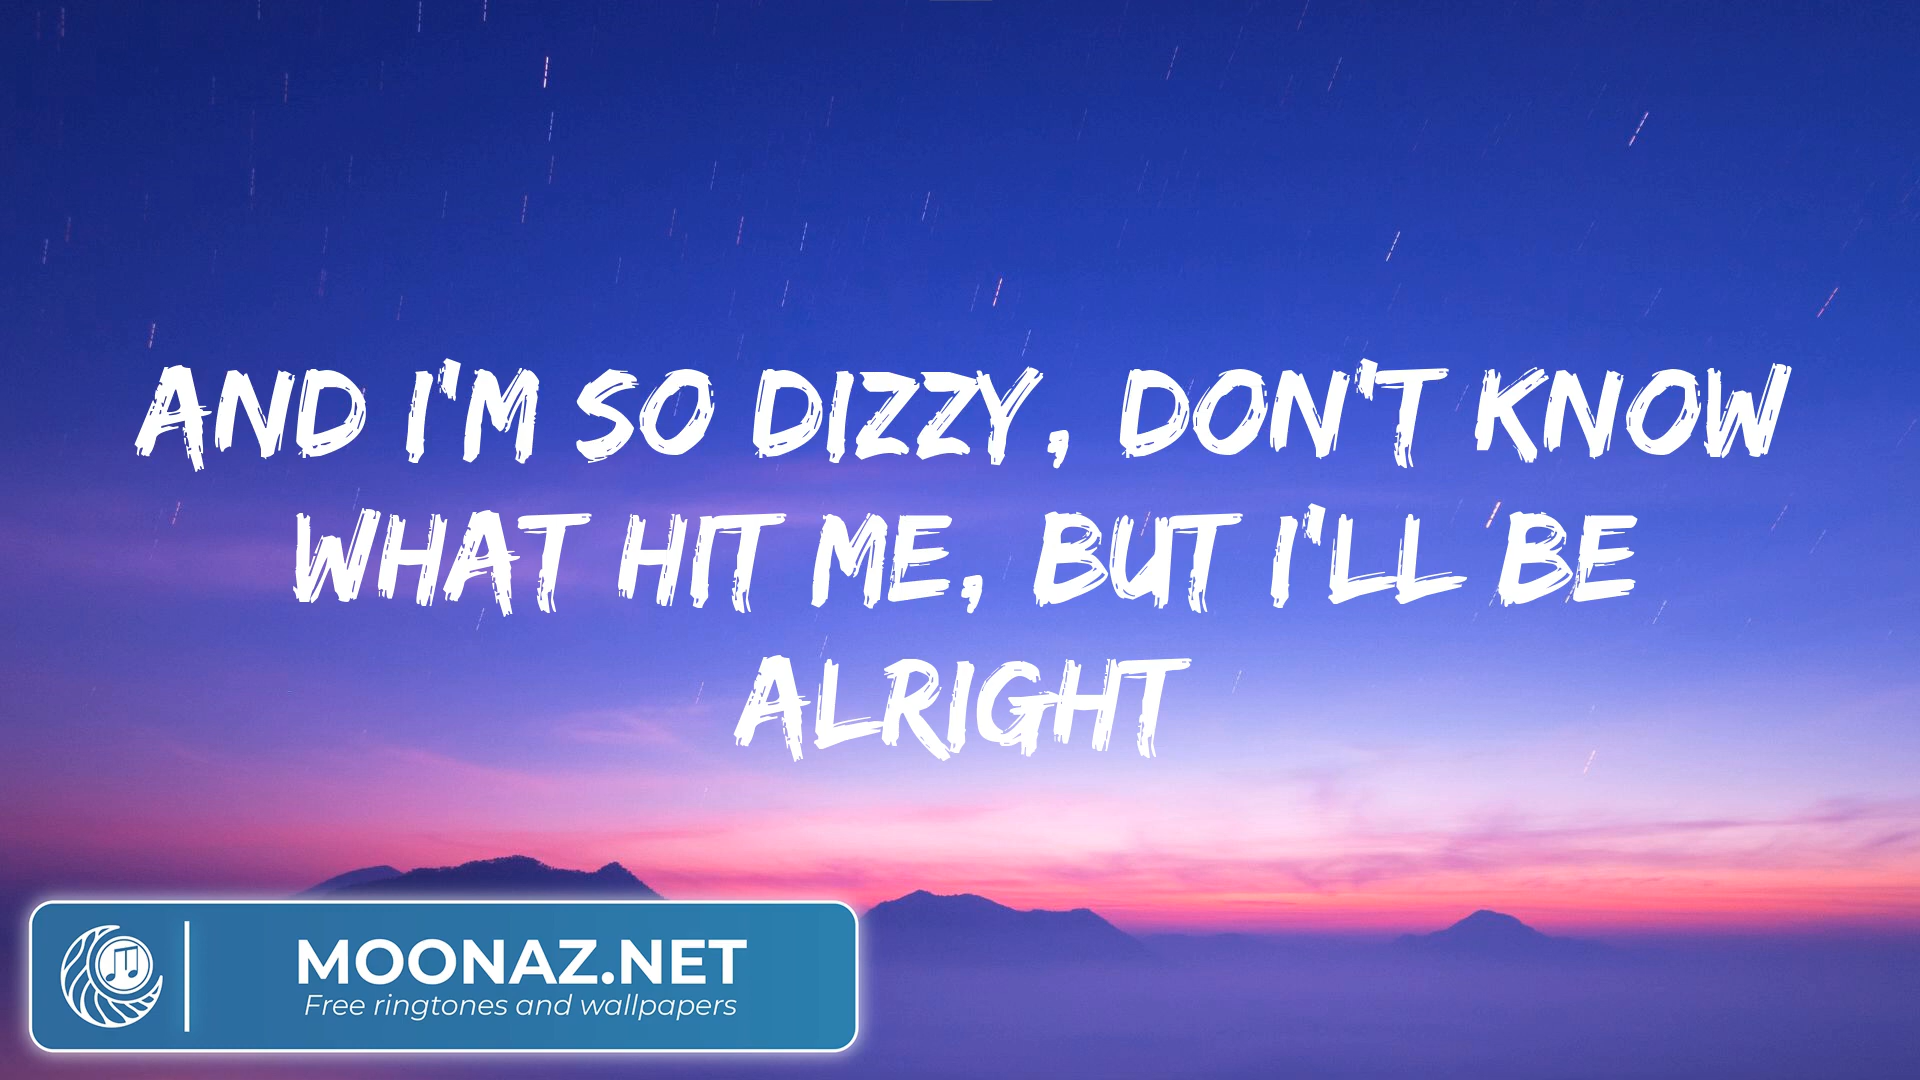 AND I'M SO DIZZY, DON'T KNOW
WHAT HIT ME, BUT I'LL BE
ALRIGHT
MOONAZ.NET
Free ringtones and wallpapers